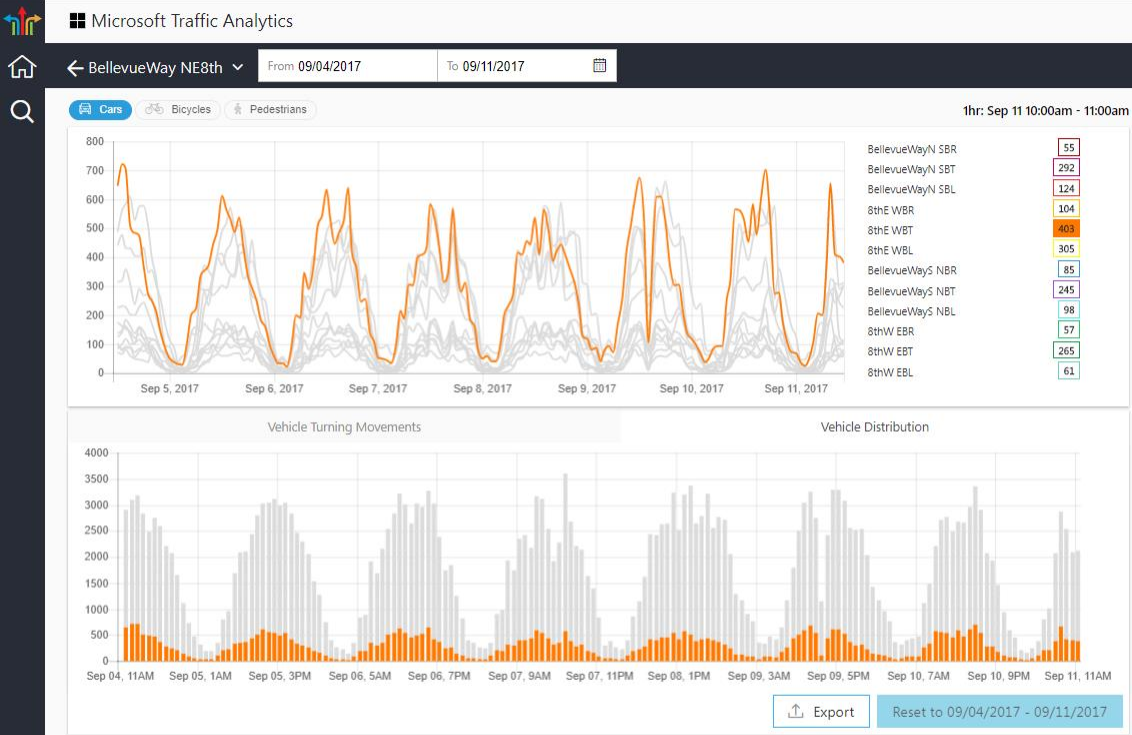 Microsoft Traffic Analytics
BellevueWay NE8th
From 09/04/2017
To 09/11/2017
Cars
Bicycles
Pedestrians
1hr: Sep 11 10:00am - 11:00am
800
700
600
500
400
300
200
100
0
Sep 5, 2017 Sep 6, 2017 Sep 7, 2017 Sep 8, 2017 Sep 9, 2017 Sep 10, 2017 Sep 11, 2017
BellevueWayN SBR 55
BellevueWayN SBT 292
BellevueWayN SBL 124
8thE WBR 104
8thE WBT 403
8thE WBL 305
BellevueWayS NBR 85
BellevueWayS NBT 245
BellevueWayS NBL 98
8thW EBR 57
8thW EBT 265
8thW EBL 61
Vehicle Turning Movements
Vehicle Distribution
4000
3500
3000
2500
2000
1500
1000
500
0
Sep 04, 11AM Sep 05, 1AM Sep 05, 3PM Sep 06, 5AM Sep 06, 7PM Sep 07, 9AM Sep 07, 11PM Sep 08, 1PM Sep 09, 3AM Sep 09, 5PM Sep 10, 7AM Sep 10, 9PM Sep 11, 11AM
Export
Reset to 09/04/2017 - 09/11/2017